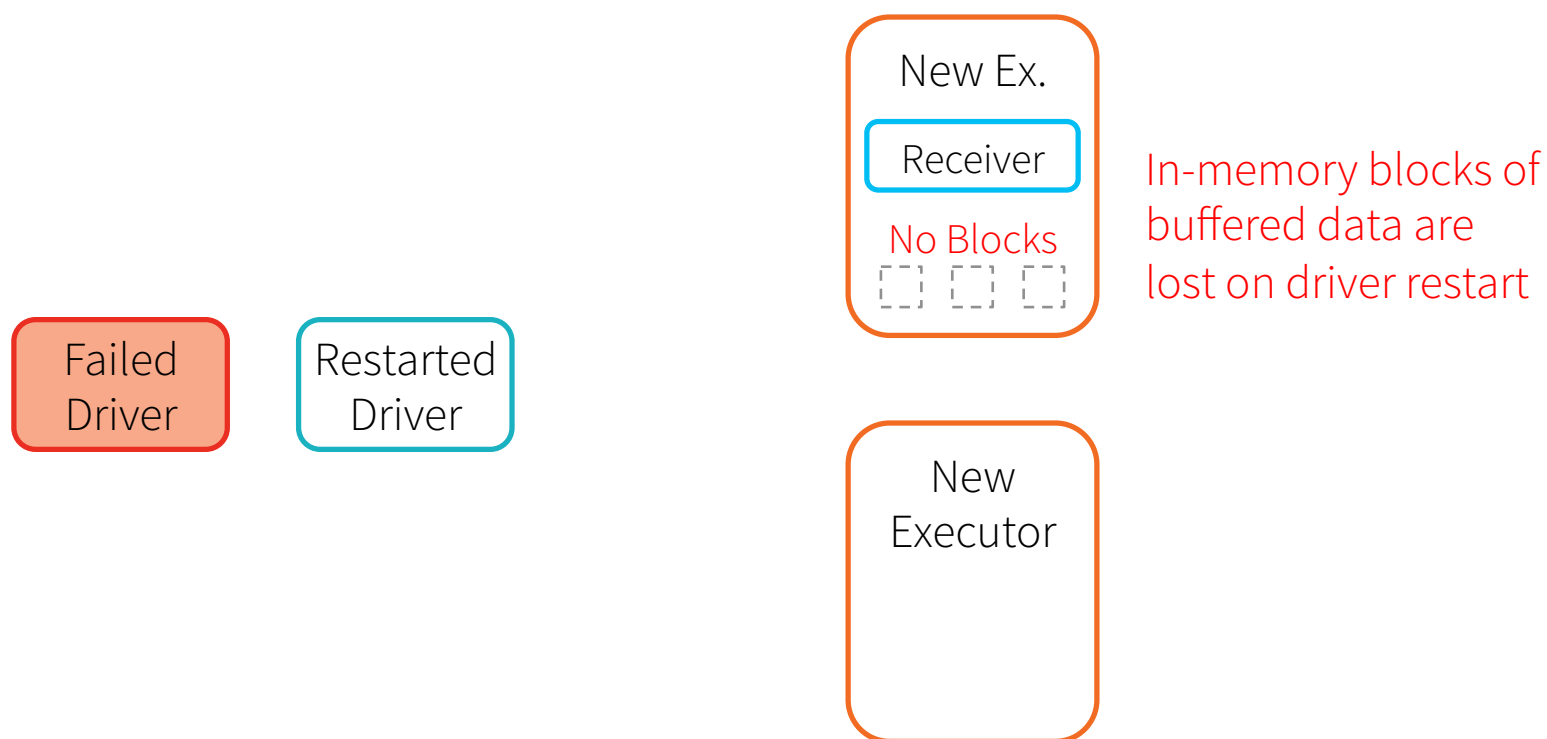 New Ex.
Receiver
No Blocks
In-memory blocks of
buffered data are
lost on driver restart
Failed
Driver
Restarted
Driver
New
Executor